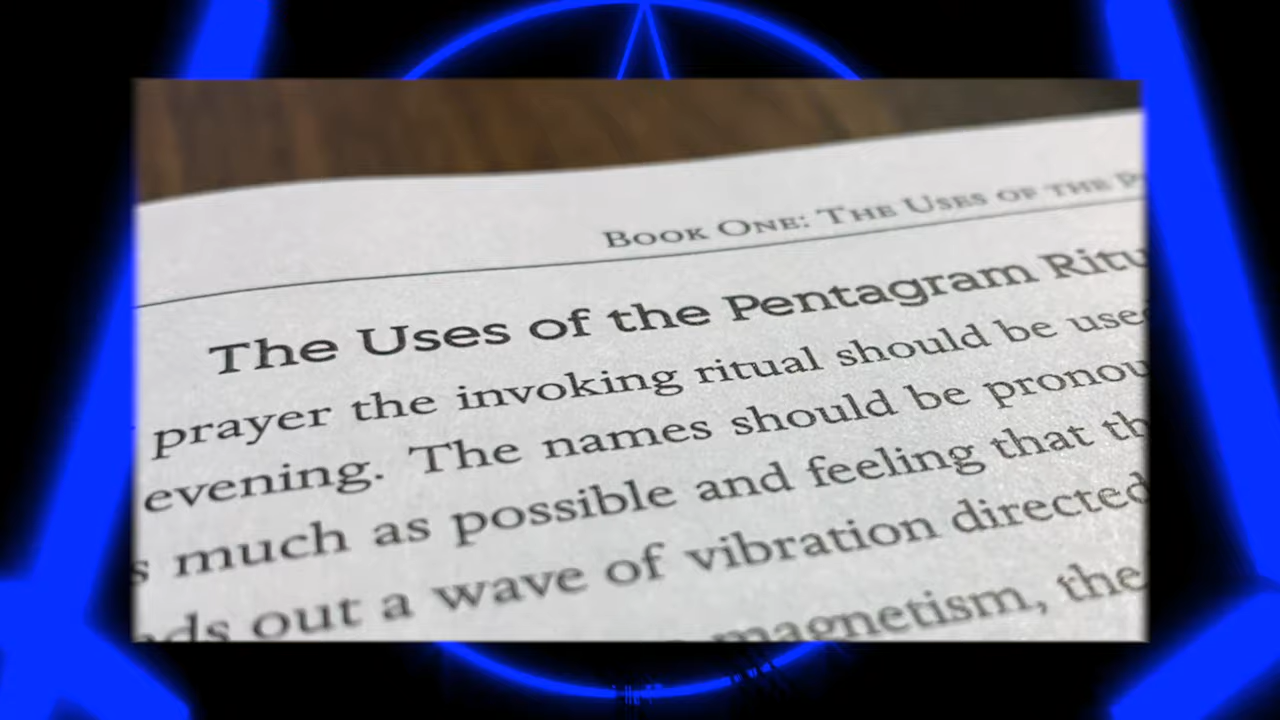 BOOK ONE: THE USES OF THE
The Uses of the Pentagram
prayer the invoking ritual should be
evening. The names should be
much as possible and feeling that
out a wave of vibration directed
magnetism, the